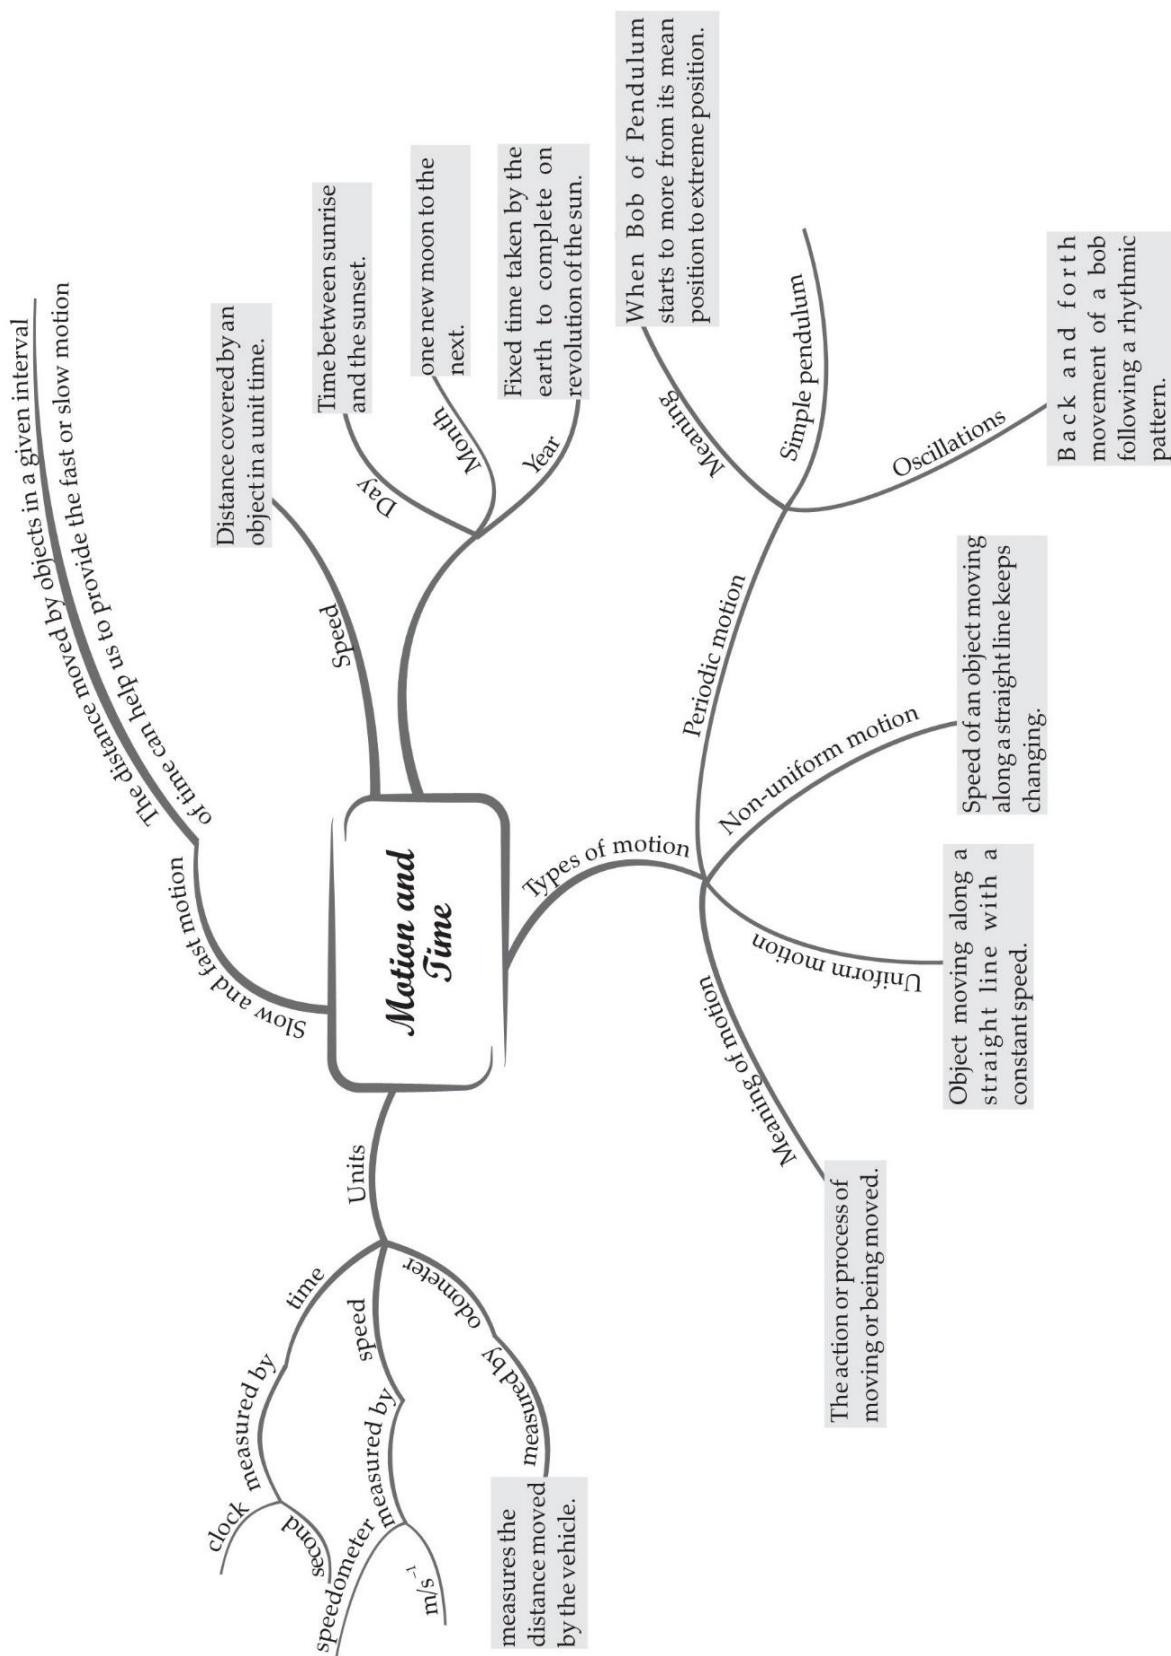 Motion and
Time
Slow and fast motion
The distance moved by objects in a given interval
of time can help us to provide the fast or slow motion
Speed
Distance covered by an
object in a unit time.
Day
Time between sunrise
and the sunset.
Month
one new moon to the
next.
Year
Fixed time taken by the
earth to complete on
revolution of the sun.
Types of motion
Periodic motion
Meaning
When Bob of Pendulum
starts to more from its mean
position to extreme position.
Simple pendulum
Oscillations
Back and forth
movement of a bob
following a rhythmic
pattern.
Non-uniform motion
Speed of an object moving
along a straight line keeps
changing.
Uniform motion
Object moving along a
straight line with a
constant speed.
Meaning of motion
The action or process of
moving or being moved.
Units
time
measured by
clock
second
speed
measured by
speedometer
m/s⁻¹
odometer
measured by
measures the
distance moved
by the vehicle.